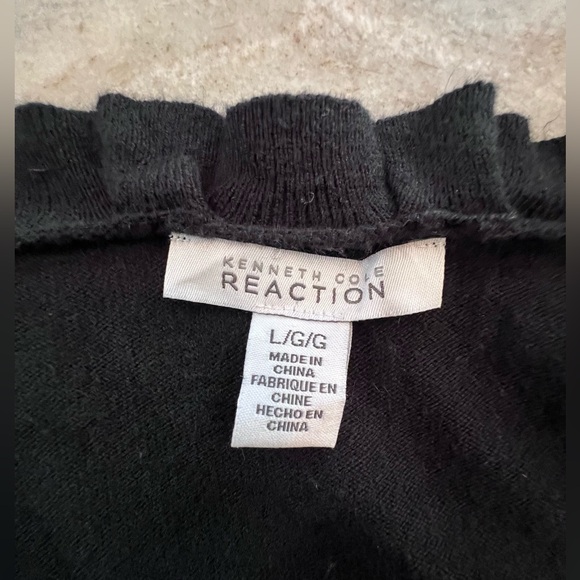 KENNETH COLE
REACTION
L/G/G
MADE IN
CHINA
FABRIQUE EN
CHINE
HECHO EN
CHINA